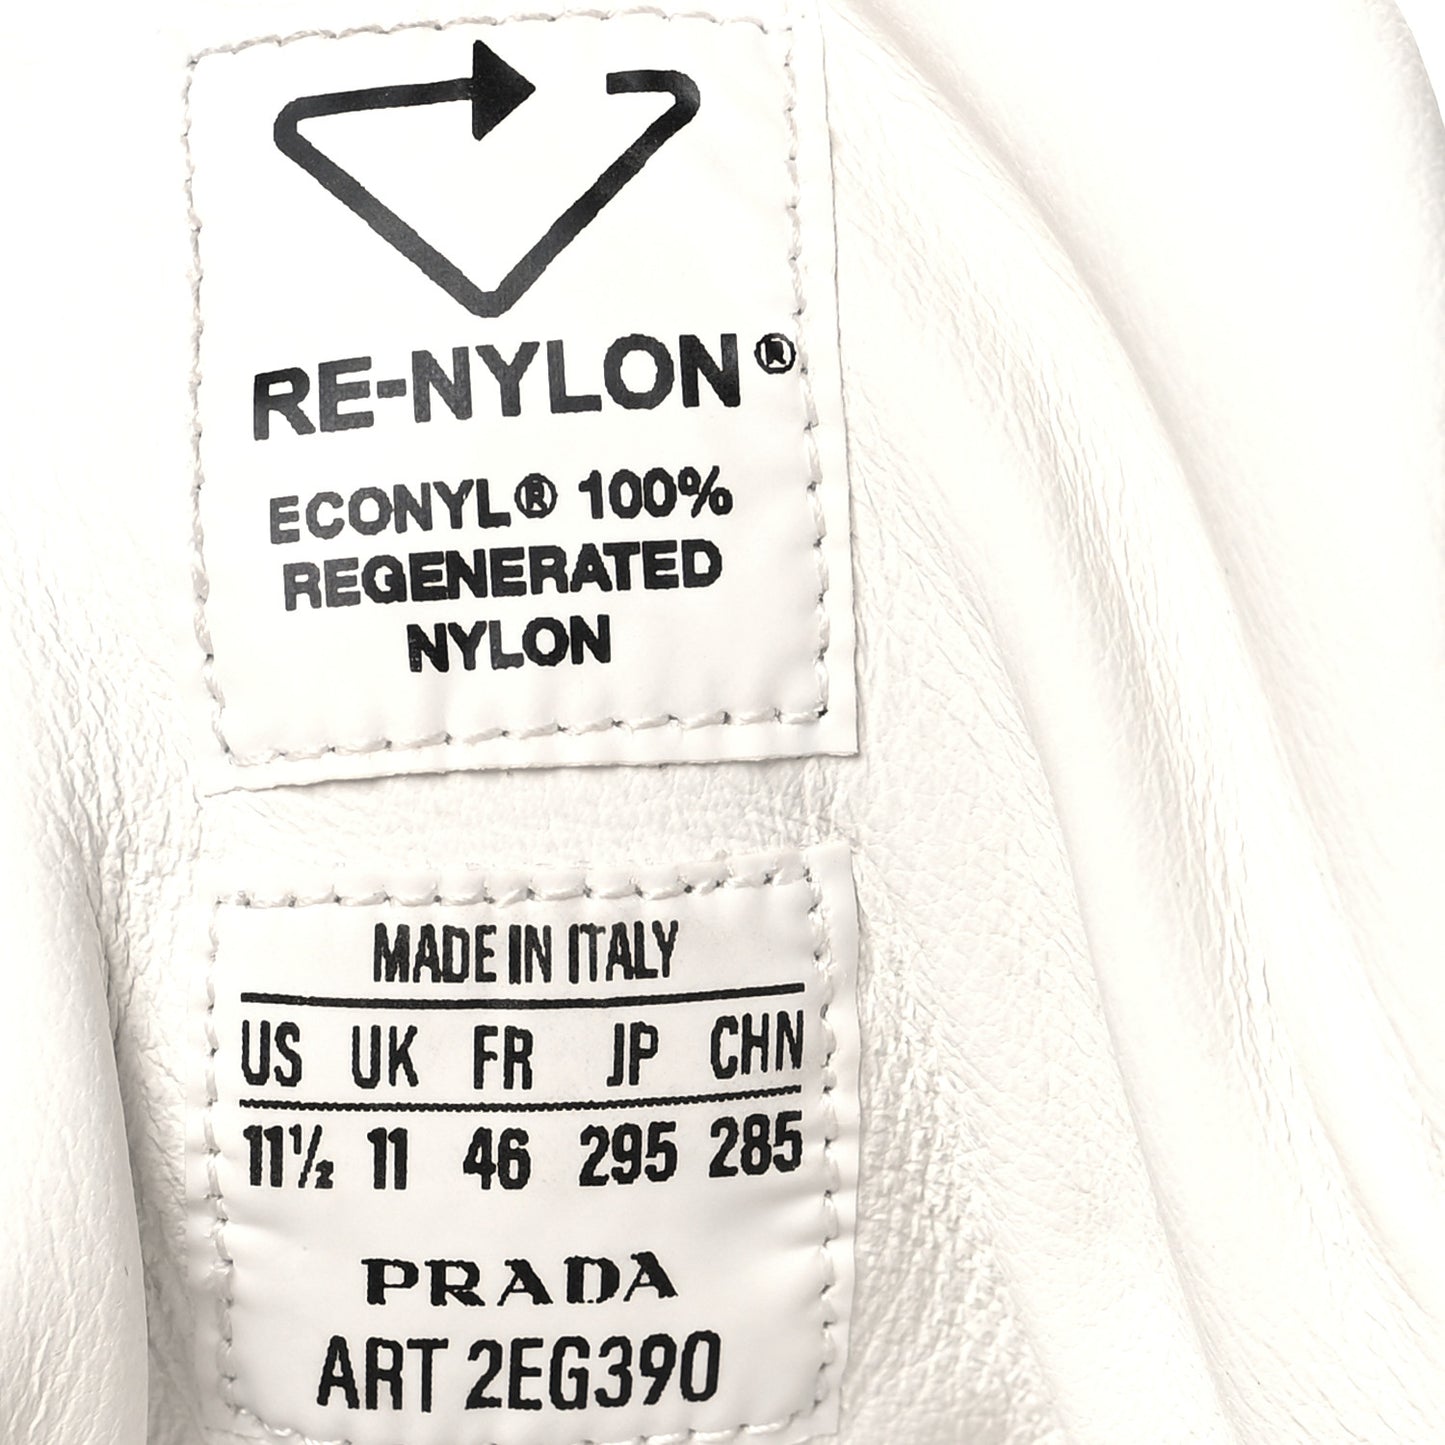 RE-NYLON®
ECONYL® 100%
REGENERATED
NYLON
MADE IN ITALY
US UK FR JP CHN
11½ 11 46 295 285
PRADA
ART 2EG390